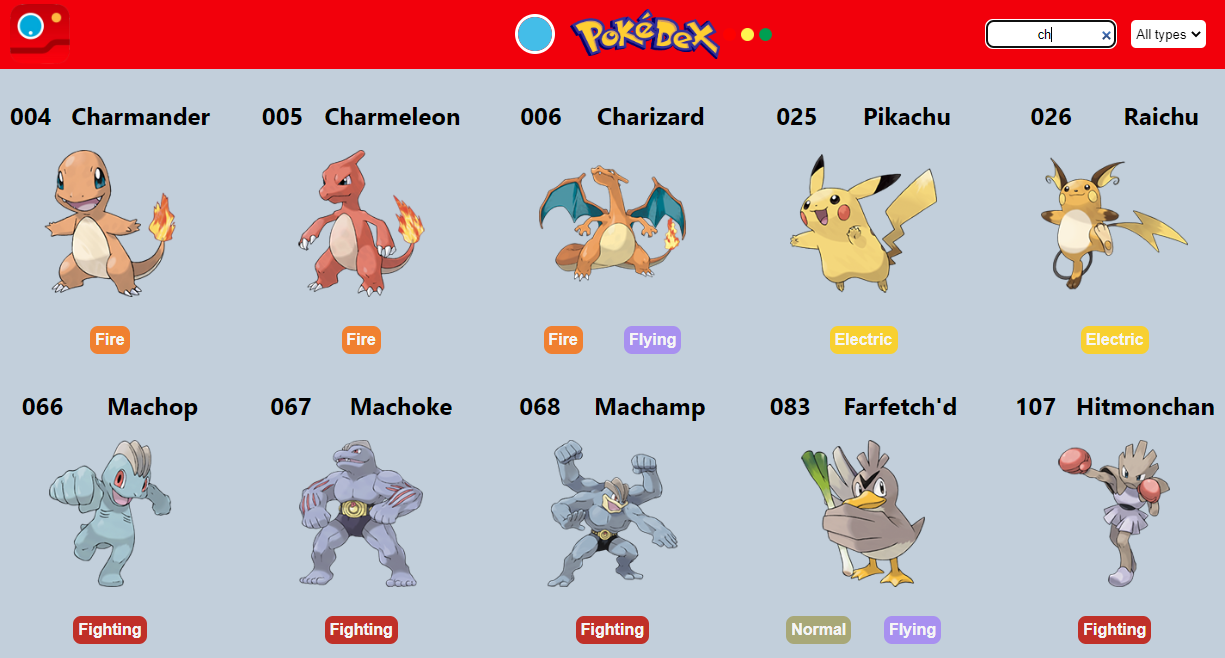 PokéDex ch × All types
004 Charmander 005 Charmeleon 006 Charizard 025 Pikachu 026 Raichu
Fire Fire Fire Flying Electric Electric
066 Machop 067 Machoke 068 Machamp 083 Farfetch'd 107 Hitmonchan
Fighting Fighting Fighting Normal Flying Fighting